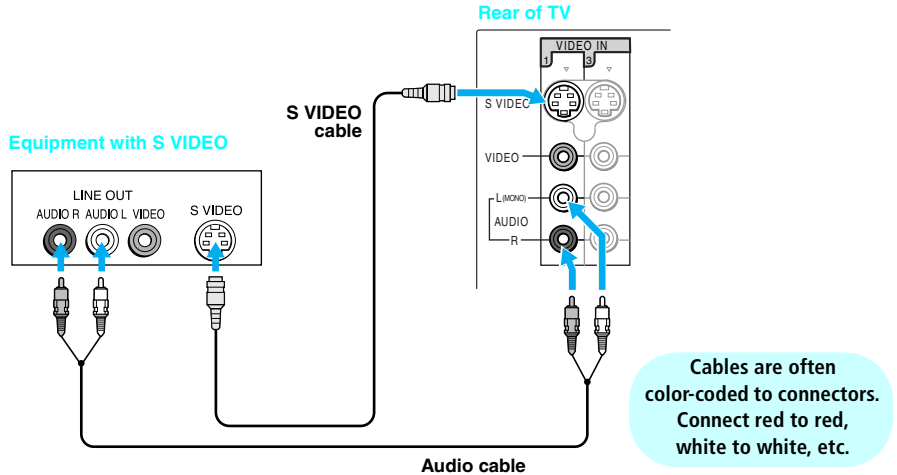 Rear of TV
VIDEO IN
1 3
S VIDEO
S VIDEO
cable
Equipment with S VIDEO
VIDEO
LINE OUT
AUDIO R AUDIO L VIDEO
S VIDEO
L(MONO)
AUDIO
R
Cables are often
color-coded to connectors.
Connect red to red,
white to white, etc.
Audio cable